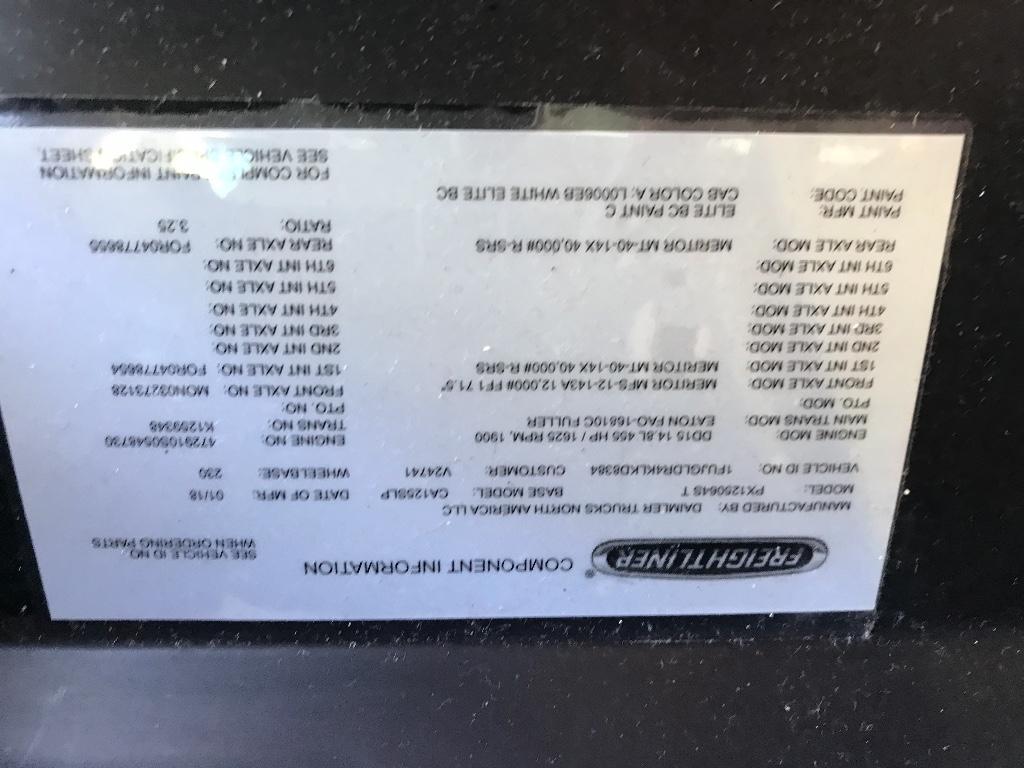 FREIGHTLINER® COMPONENT INFORMATION SEE VEHICLE ID NO
WHEN ORDERING PARTS
MANUFACTURED BY: DAIMLER TRUCKS NORTH AMERICA LLC
MODEL: PX125064S T BASE MODEL: CA125SLP DATE OF MFR: 01/18
VEHICLE ID NO: 1FUJGLDR4KLKD8384 CUSTOMER: V24741 WHEELBASE: 230
ENGINE MOD: DD15 14.8L 455 HP / 1625 RPM, 1900 ENGINE NO: 472910S0548730
MAIN TRANS MOD: EATON FAO-16810C FULLER TRANS NO: K1259348
PTO. MOD: PTO. NO:
FRONT AXLE MOD: MERITOR MFS-12-143A 12,000# FF1 71.5" FRONT AXLE NO: MON03273128
1ST INT AXLE MOD: MERITOR MT-40-14X 40,000# R-SRS 1ST INT AXLE NO: FOR04778654
2ND INT AXLE MOD: 2ND INT AXLE NO:
3RD INT AXLE MOD: 3RD INT AXLE NO:
4TH INT AXLE MOD: 4TH INT AXLE NO:
5TH INT AXLE MOD: 5TH INT AXLE NO:
6TH INT AXLE MOD: 6TH INT AXLE NO:
REAR AXLE MOD: MERITOR MT-40-14X 40,000# R-SRS REAR AXLE NO: FOR04778655
RATIO: 3.25
PAINT MFR: ELITE BC PAINT C
PAINT. CODE: CAB COLOR A: L0006EB WHITE ELITE BC
FOR PAINT INFORMATION
SEE VEHICLE SHEET.